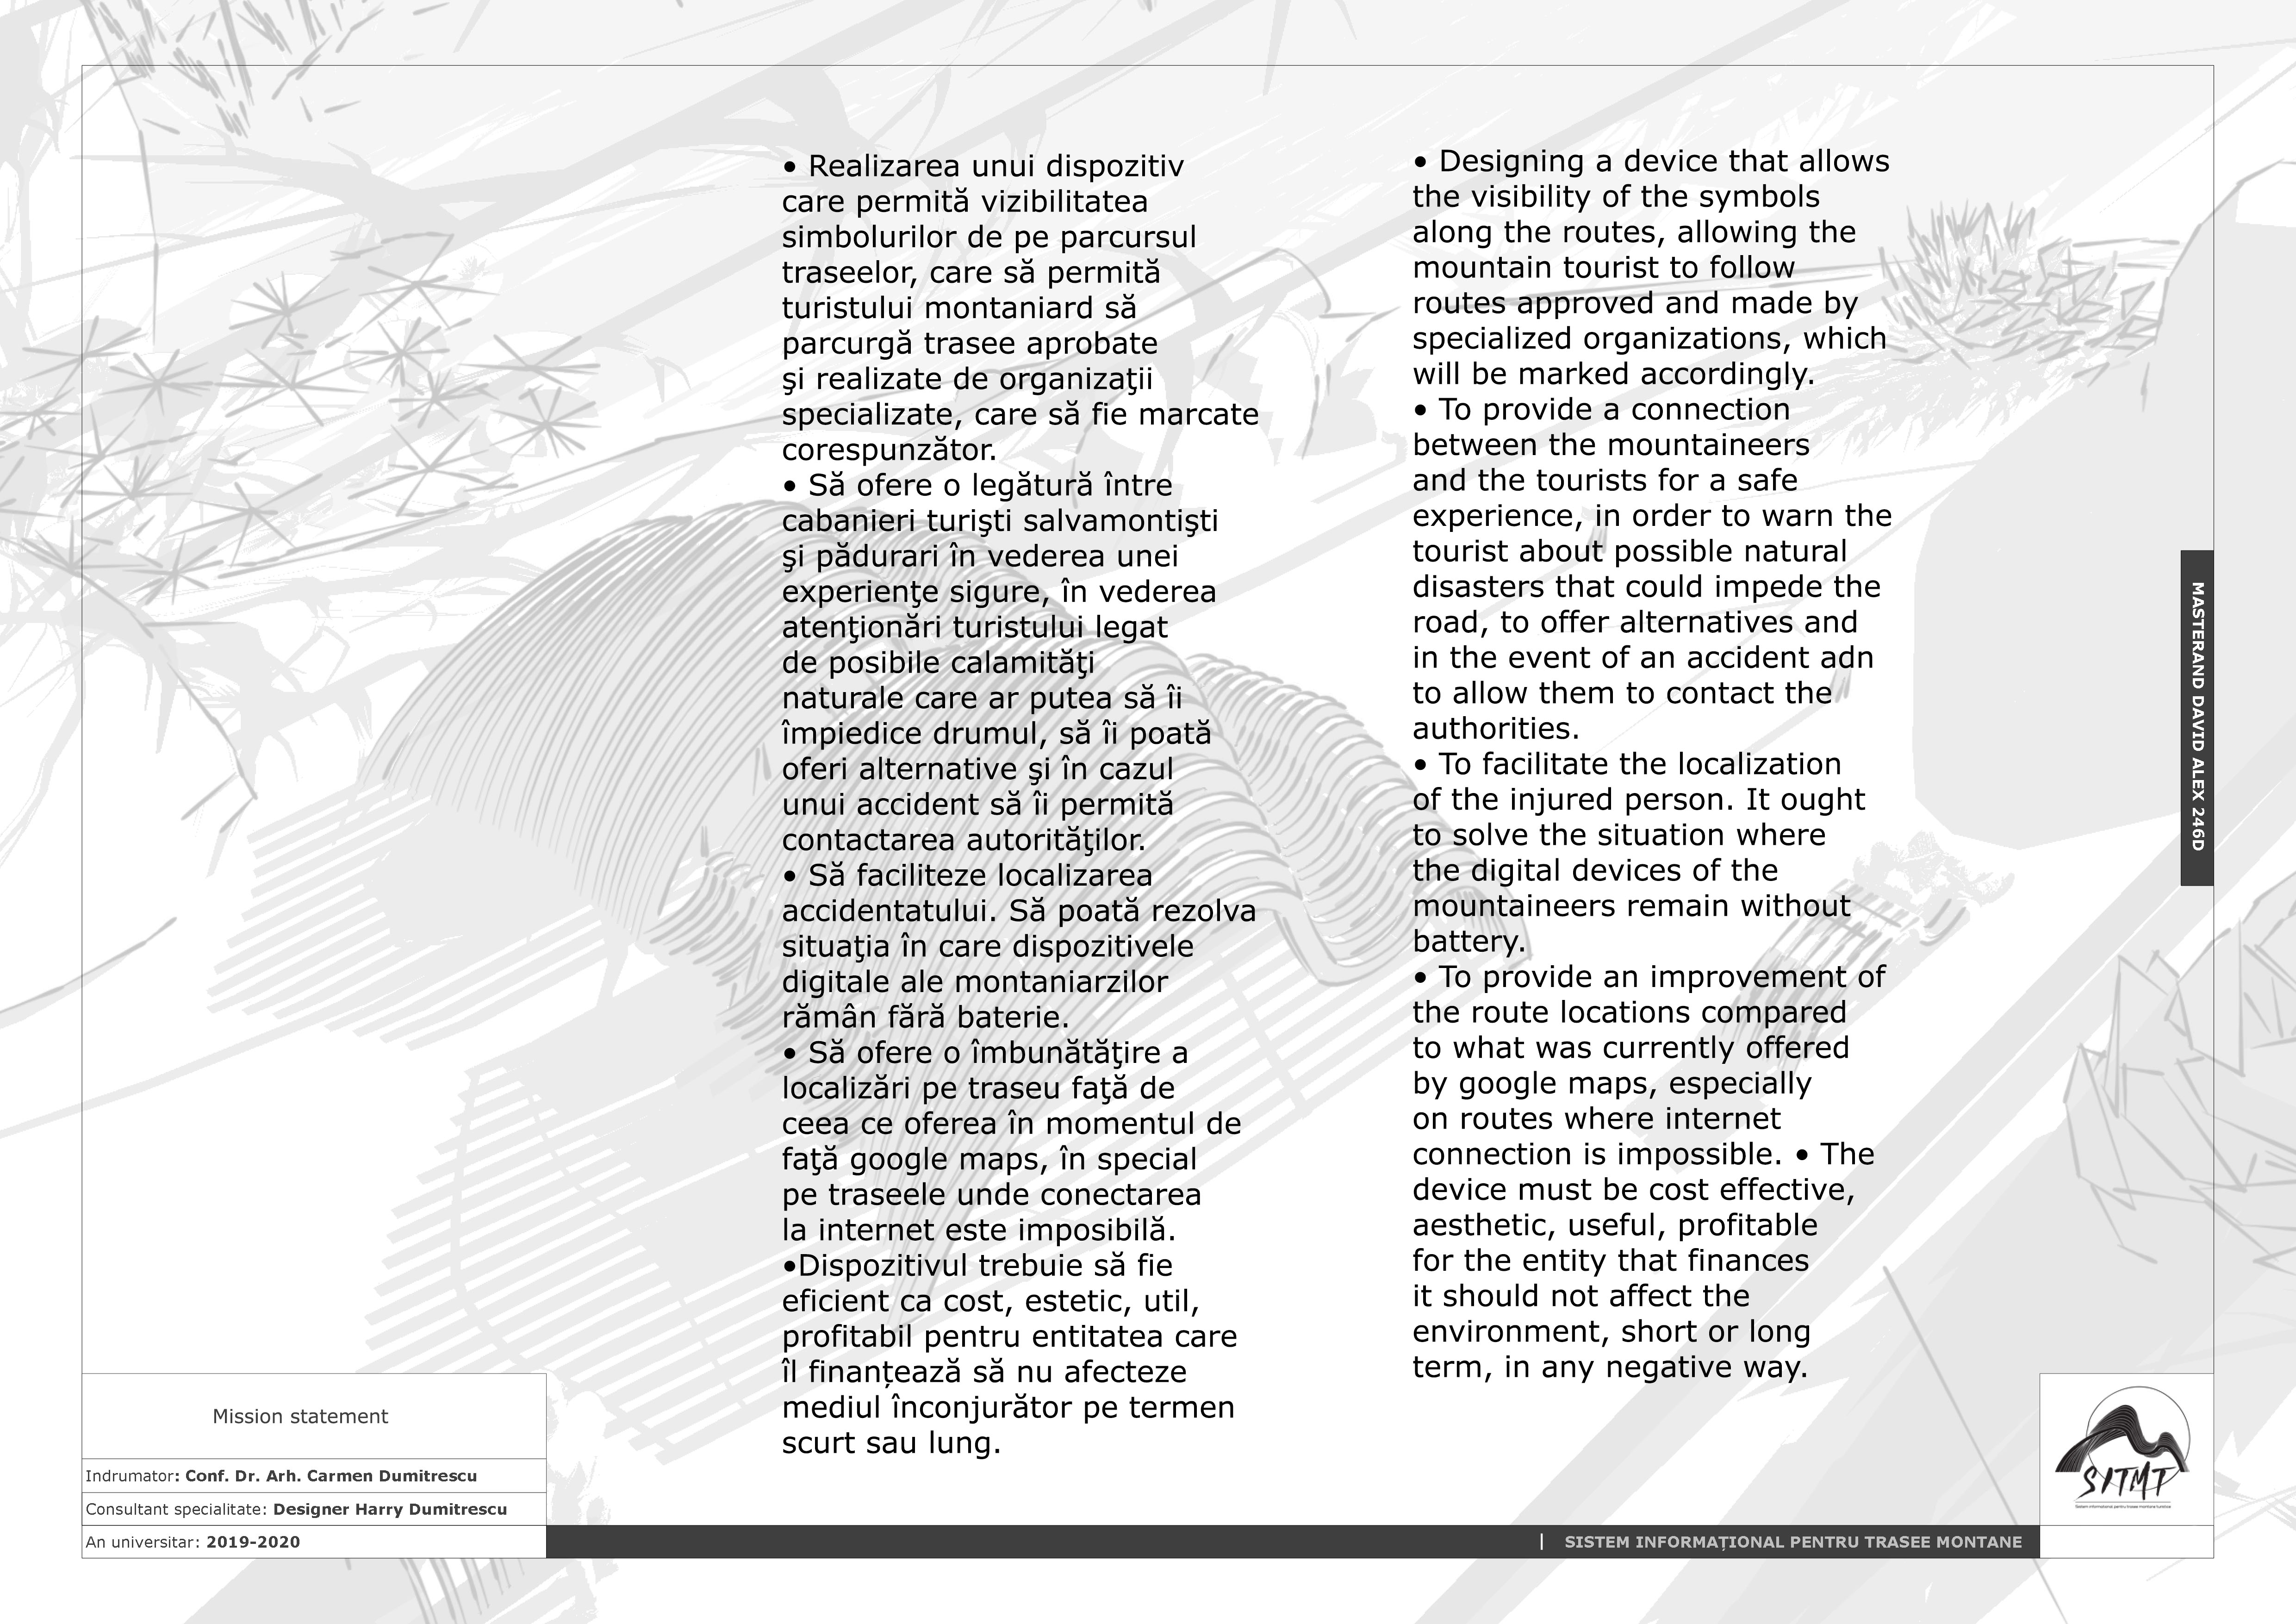 • Realizarea unui dispozitiv
care permită vizibilitatea
simbolurilor de pe parcursul
traseelor, care să permită
turistului montaniard să
parcurgă trasee aprobate
şi realizate de organizaţii
specializate, care să fie marcate
corespunzător.
• Să ofere o legătură între
cabanieri turişti salvamontişti
şi pădurari în vederea unei
experienţe sigure, în vederea
atenţionări turistului legat
de posibile calamităţi
naturale care ar putea să îi
împiedice drumul, să îi poată
oferi alternative şi în cazul
unui accident să îi permită
contactarea autorităţilor.
• Să faciliteze localizarea
accidentatului. Să poată rezolva
situaţia în care dispozitivele
digitale ale montaniarzilor
rămân fără baterie.
• Să ofere o îmbunătăţire a
localizări pe traseu faţă de
ceea ce oferea în momentul de
faţă google maps, în special
pe traseele unde conectarea
la internet este imposibilă.
•Dispozitivul trebuie să fie
eficient ca cost, estetic, util,
profitabil pentru entitatea care
îl finanțează să nu afecteze
mediul înconjurător pe termen
scurt sau lung.
• Designing a device that allows
the visibility of the symbols
along the routes, allowing the
mountain tourist to follow
routes approved and made by
specialized organizations, which
will be marked accordingly.
• To provide a connection
between the mountaineers
and the tourists for a safe
experience, in order to warn the
tourist about possible natural
disasters that could impede the
road, to offer alternatives and
in the event of an accident adn
to allow them to contact the
authorities.
• To facilitate the localization
of the injured person. It ought
to solve the situation where
the digital devices of the
mountaineers remain without
battery.
• To provide an improvement of
the route locations compared
to what was currently offered
by google maps, especially
on routes where internet
connection is impossible. • The
device must be cost effective,
aesthetic, useful, profitable
for the entity that finances
it should not affect the
environment, short or long
term, in any negative way.
MASTERAND DAVID ALEX 246D
Mission statement
Indrumator: Conf. Dr. Arh. Carmen Dumitrescu
Consultant specialitate: Designer Harry Dumitrescu
An universitar: 2019-2020
| SISTEM INFORMAȚIONAL PENTRU TRASEE MONTANE
SITMT
Sistem informational pentru trasee montane turistice